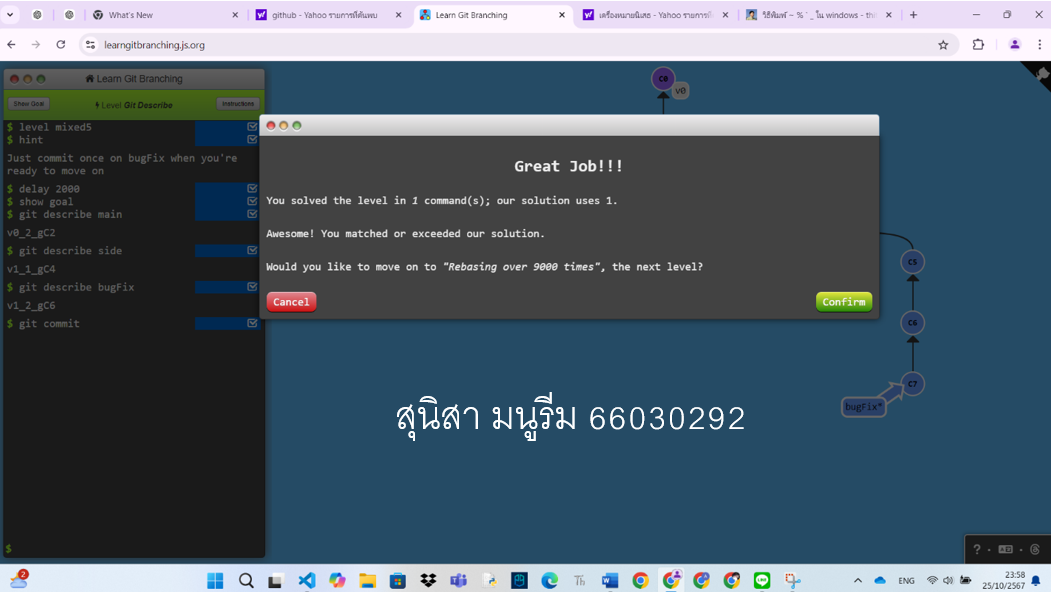 What's New
github - Yahoo รายการที่ค้นพบ
Learn Git Branching
เครื่องหมายนิเสธ - Yahoo รายการที่
วิธีพิมพ์ ~ % ` _ ใน windows - thi
learngitbranching.js.org
Learn Git Branching
Show Goal
Level Git Describe
Instructions
$ level mixed5
$ hint
Just commit once on bugFix when you're
ready to move on
$ delay 2000
$ show goal
$ git describe main
v0_2_gC2
$ git describe side
v1_1_gC4
$ git describe bugFix
v1_2_gC6
$ git commit
$
C0
v0
Great Job!!!
You solved the level in 1 command(s); our solution uses 1.
Awesome! You matched or exceeded our solution.
Would you like to move on to "Rebasing over 9000 times", the next level?
Cancel
Confirm
C5
C6
C7
bugFix*
สุนิสา มนูรีม 66030292
?
2
Th
ENG
23:58
25/10/2567